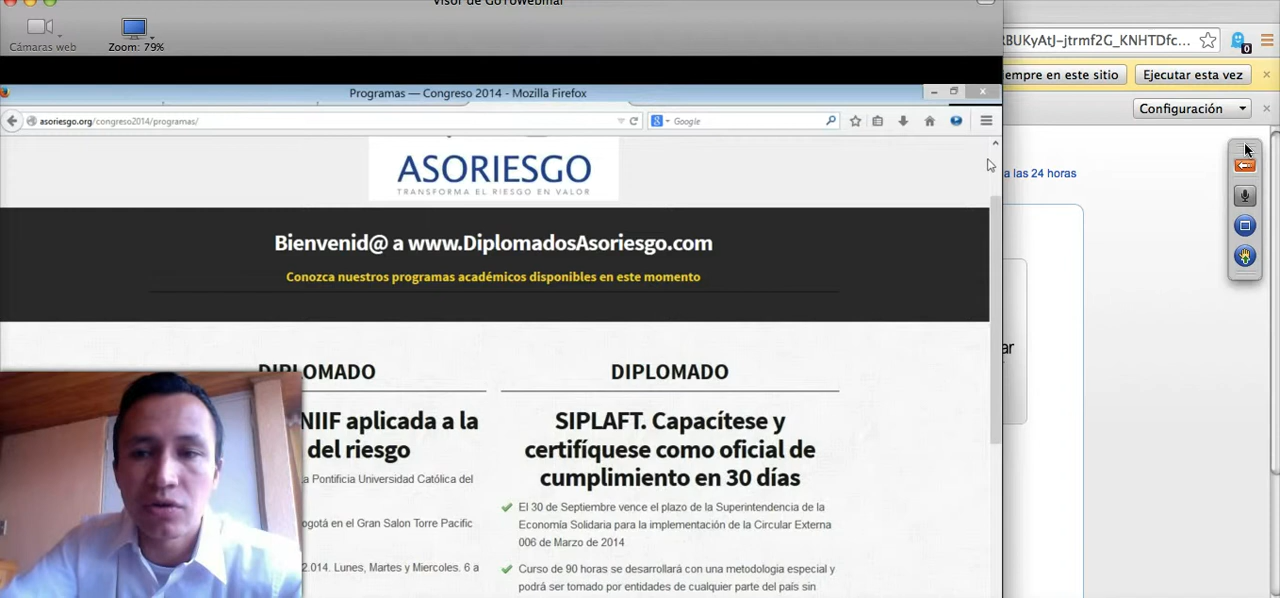 Visor de GoToWebinar
Cámaras web
Zoom: 79%
RBUKyAtJ-jtrmf2G_KNHTDfc...
0
empre en este sitio
Ejecutar esta vez
Configuración
Programas — Congreso 2014 - Mozilla Firefox
asoriesgo.org/congreso2014/programas/
Google
a las 24 horas
ASORIESGO
TRANSFORMA EL RIESGO EN VALOR
Bienvenid@ a www.DiplomadosAsoriesgo.com
Conozca nuestros programas académicos disponibles en este momento
ar
DIPLOMADO
NIIF aplicada a la
del riesgo
a Pontificia Universidad Católica del
ogotá en el Gran Salon Torre Pacific
2.014. Lunes, Martes y Miercoles. 6 a
DIPLOMADO
SIPLAFT. Capacítese y
certifíquese como oficial de
cumplimiento en 30 días
El 30 de Septiembre vence el plazo de la Superintendencia de la
Economía Solidaria para la implementación de la Circular Externa
006 de Marzo de 2014
Curso de 90 horas se desarrollará con una metodologia especial y
podrá ser tomado por entidades de cualquier parte del país sin